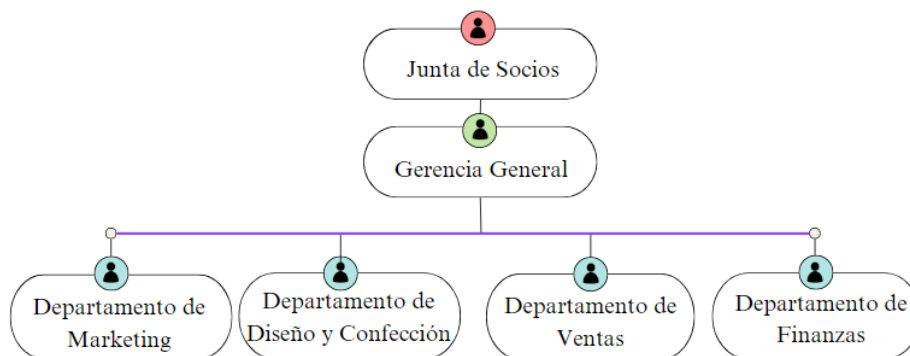 Junta de Socios
Gerencia General
Departamento de
Marketing
Departamento de
Diseño y Confección
Departamento de
Ventas
Departamento de
Finanzas